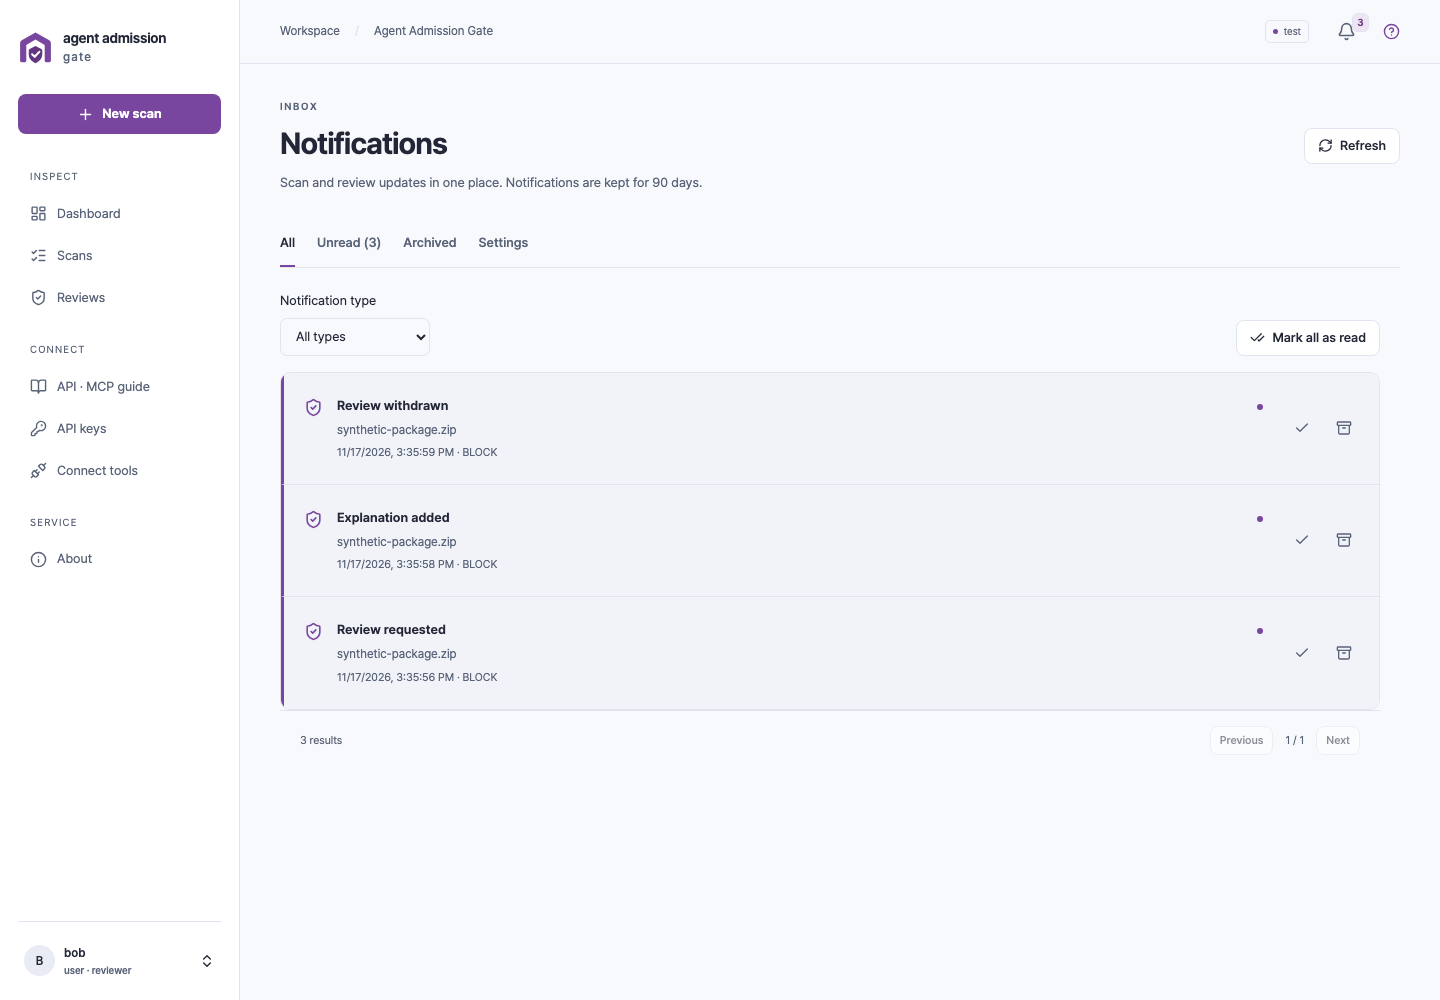 agent admission
gate
New scan
INSPECT
Dashboard
Scans
Reviews
CONNECT
API · MCP guide
API keys
Connect tools
SERVICE
About
B
bob
user · reviewer
Workspace / Agent Admission Gate
test
3
INBOX
Notifications
Refresh
Scan and review updates in one place. Notifications are kept for 90 days.
All Unread (3) Archived Settings
Notification type
All types
Mark all as read
Review withdrawn
synthetic-package.zip
11/17/2026, 3:35:59 PM · BLOCK
Explanation added
synthetic-package.zip
11/17/2026, 3:35:58 PM · BLOCK
Review requested
synthetic-package.zip
11/17/2026, 3:35:56 PM · BLOCK
3 results
Previous 1 / 1 Next